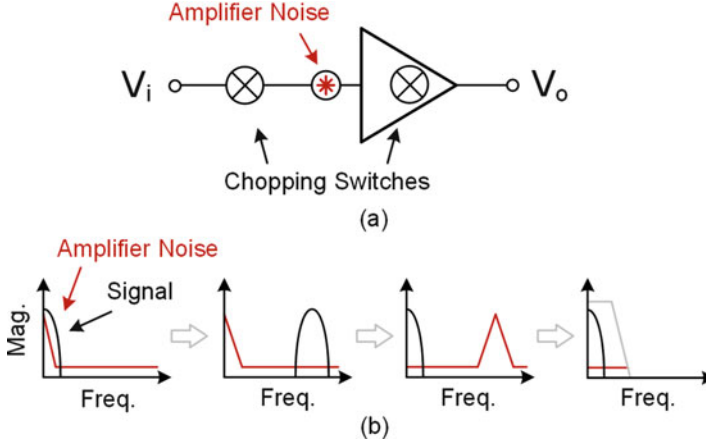 Amplifier Noise
Vi
Vo
Chopping Switches
(a)
Amplifier Noise
Signal
Mag.
Freq.
Freq.
Freq.
Freq.
(b)